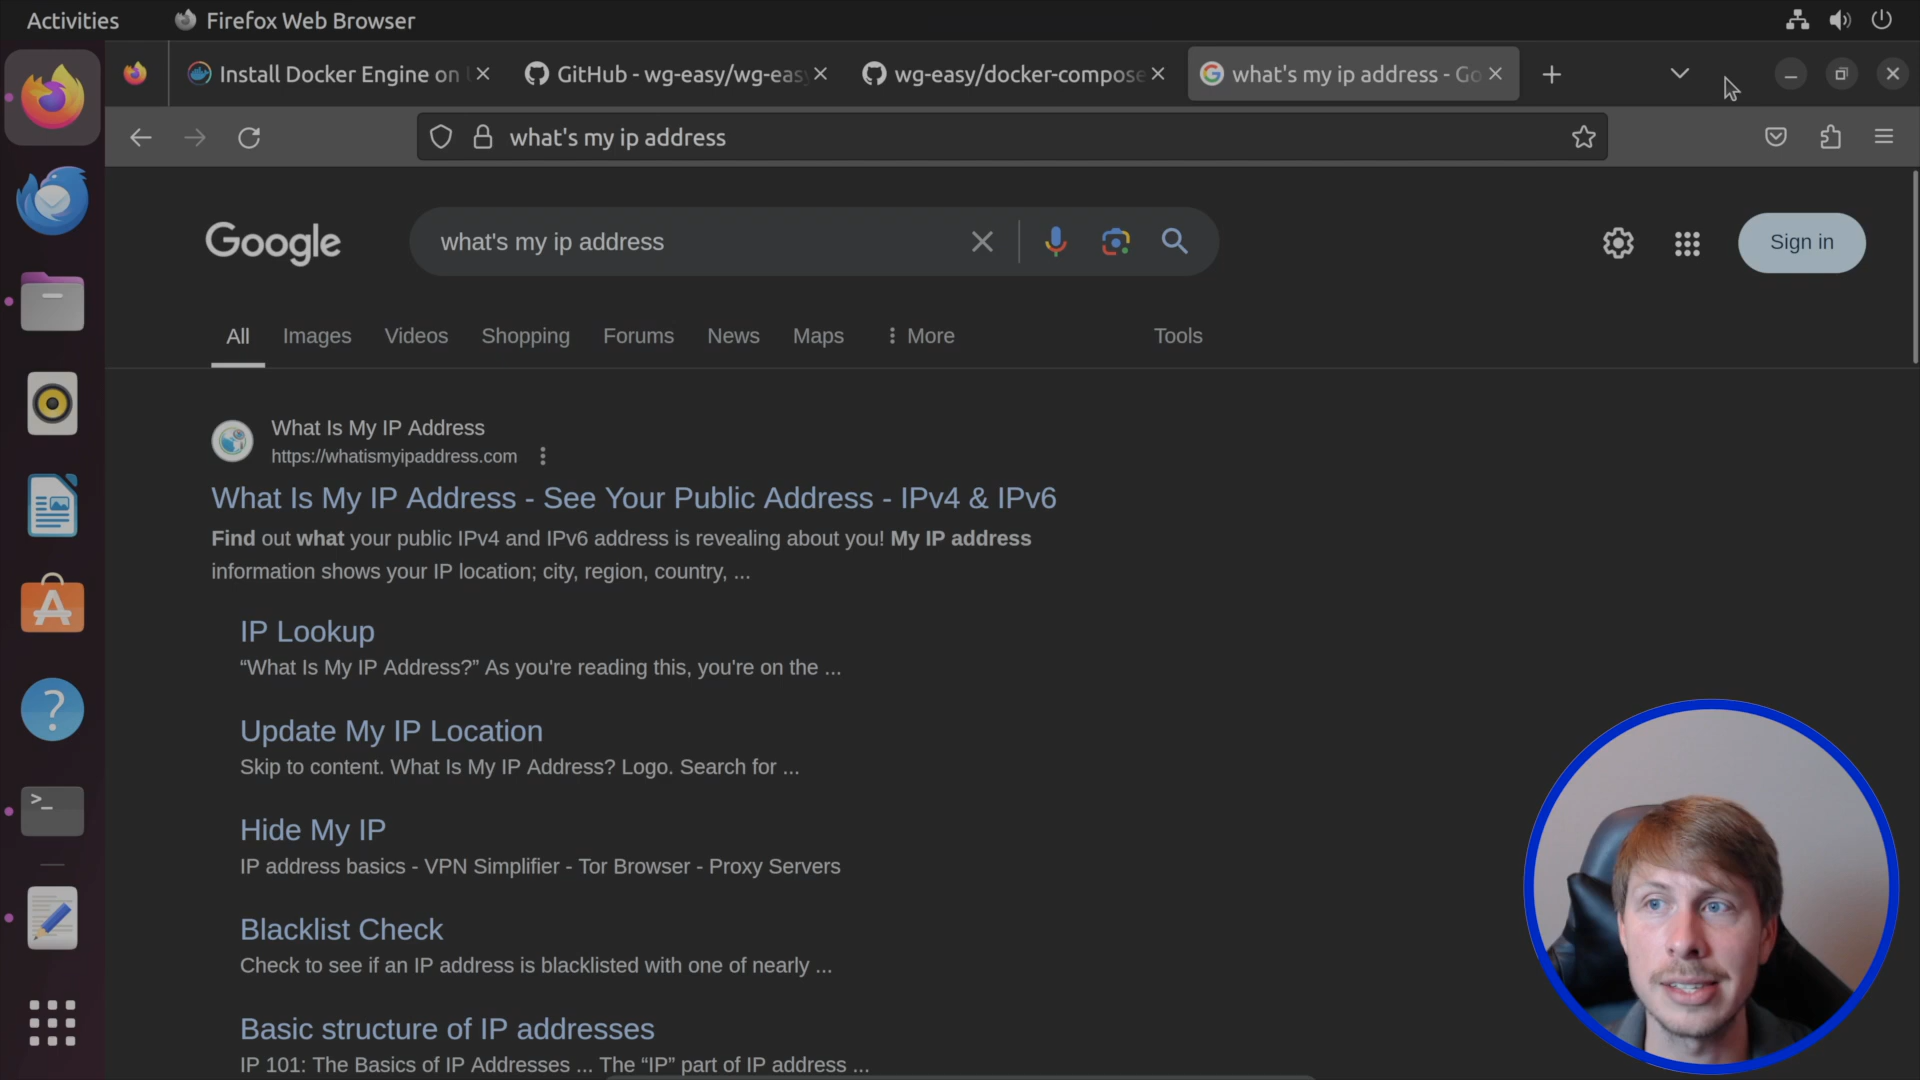 Activities
Firefox Web Browser
Install Docker Engine on
GitHub - wg-easy/wg-easy
wg-easy/docker-compose
what's my ip address - Go
what's my ip address
Google
what's my ip address
Sign in
All
Images
Videos
Shopping
Forums
News
Maps
More
Tools
What Is My IP Address
https://whatismyipaddress.com
What Is My IP Address - See Your Public Address - IPv4 & IPv6
Find out what your public IPv4 and IPv6 address is revealing about you! My IP address
information shows your IP location; city, region, country, ...
IP Lookup
“What Is My IP Address?” As you're reading this, you're on the ...
Update My IP Location
Skip to content. What Is My IP Address? Logo. Search for ...
Hide My IP
IP address basics - VPN Simplifier - Tor Browser - Proxy Servers
Blacklist Check
Check to see if an IP address is blacklisted with one of nearly ...
Basic structure of IP addresses
IP 101: The Basics of IP Addresses ... The “IP” part of IP address ...